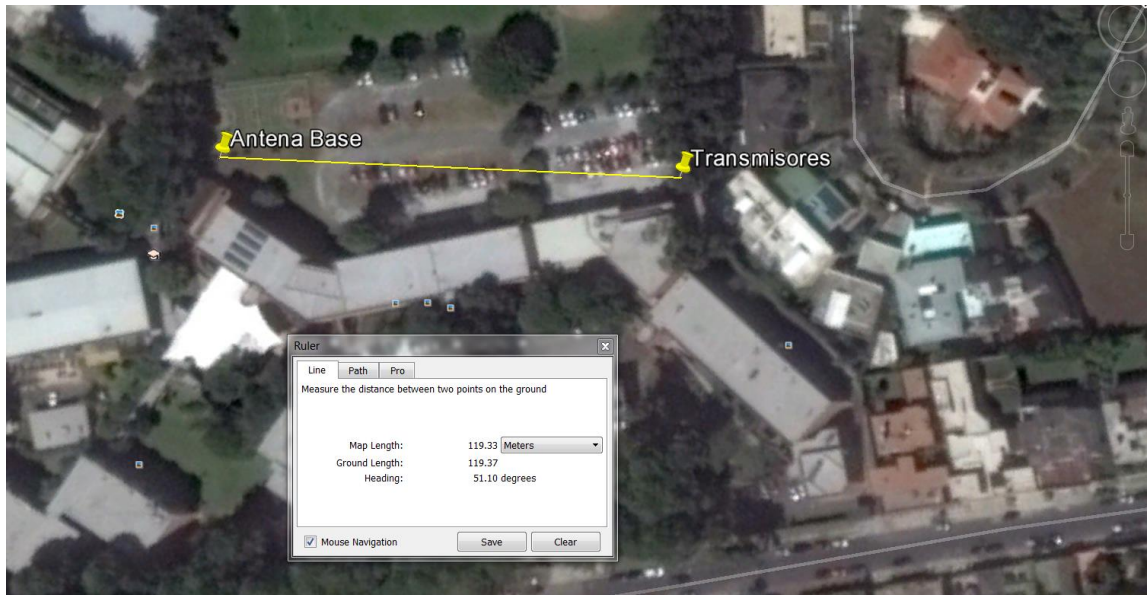 Antena Base
Transmisores
Ruler
Line Path Pro
Measure the distance between two points on the ground
Map Length: 119.33 Meters
Ground Length: 119.37
Heading: 51.10 degrees
Mouse Navigation Save Clear